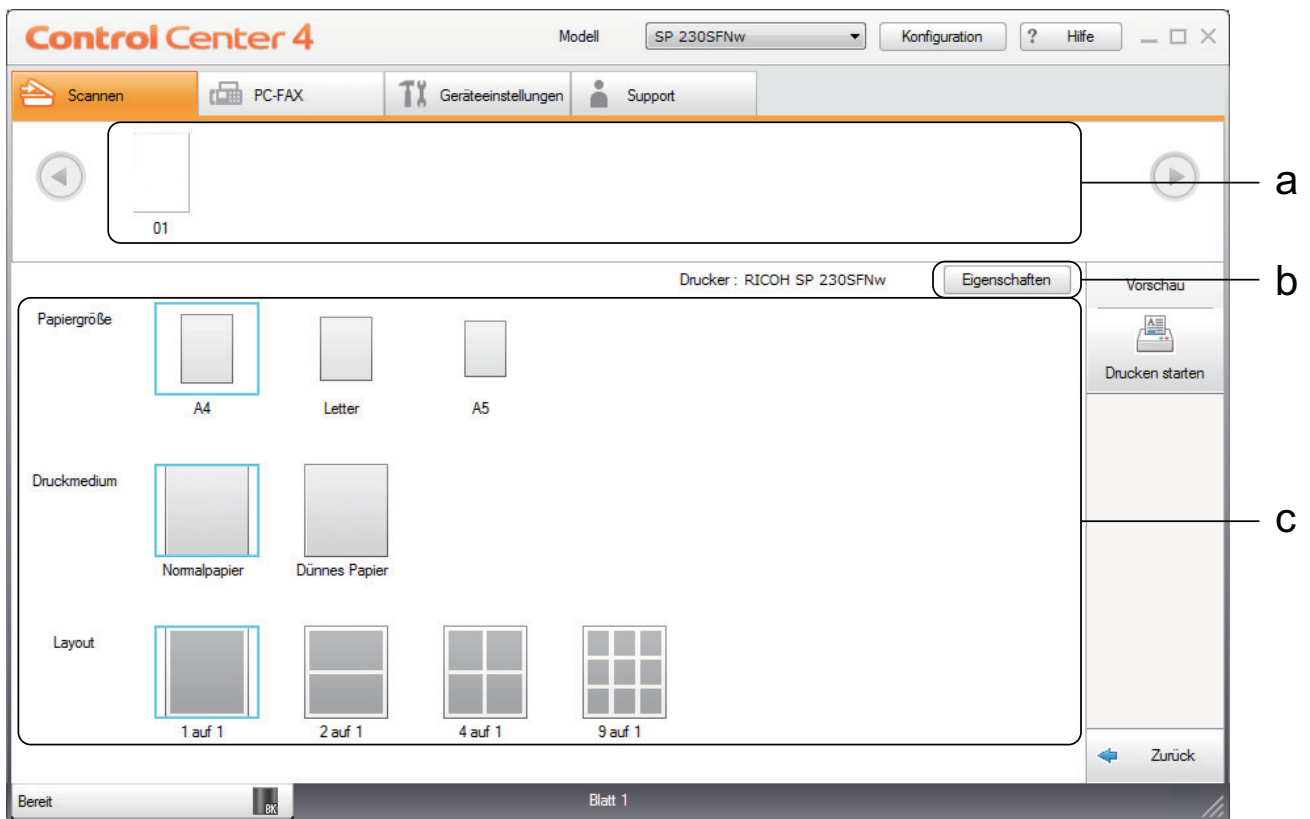 Control Center 4 Modell SP 230SFNw Konfiguration ? Hilfe
Scannen PC-FAX Geräteeinstellungen Support
a
01
Drucker : RICOH SP 230SFNw Eigenschaften
b
Vorschau
Drucken starten
Papiergröße
A4 Letter A5
Druckmedium
c
Normalpapier Dünnes Papier
Layout
1 auf 1 2 auf 1 4 auf 1 9 auf 1
Zurück
Bereit BK Blatt 1